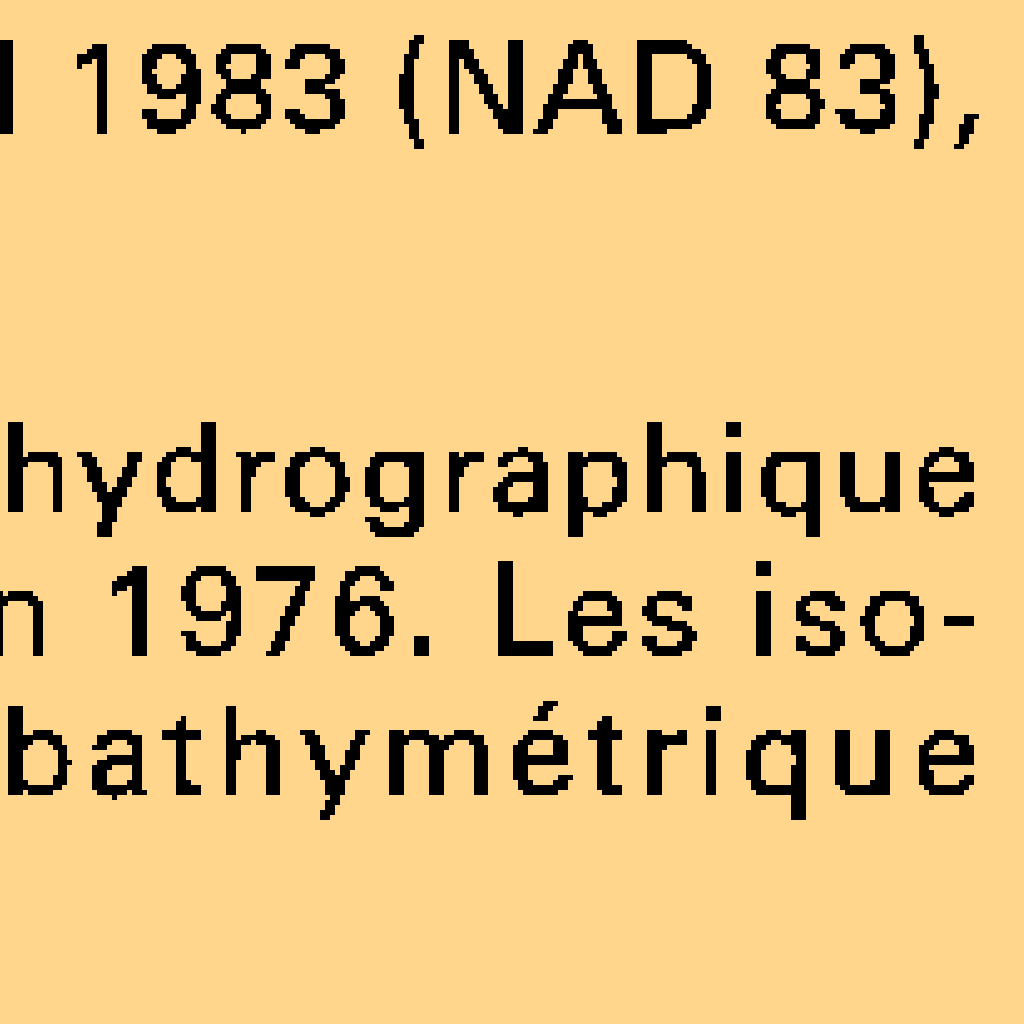 1983 (NAD 83),
hydrographique
1976. Les iso-
bathymétrique